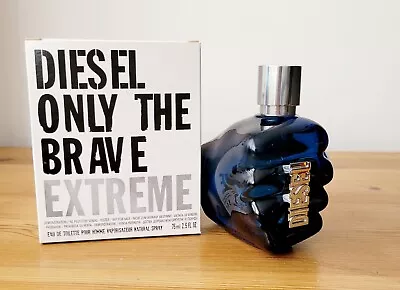 DIESEL
ONLY THE
BRAVE
EXTREME
EAU DE TOILETTE POUR HOMME VAPORISATEUR NATURAL SPRAY 75 ml 2.5 FL. OZ
DIESEL